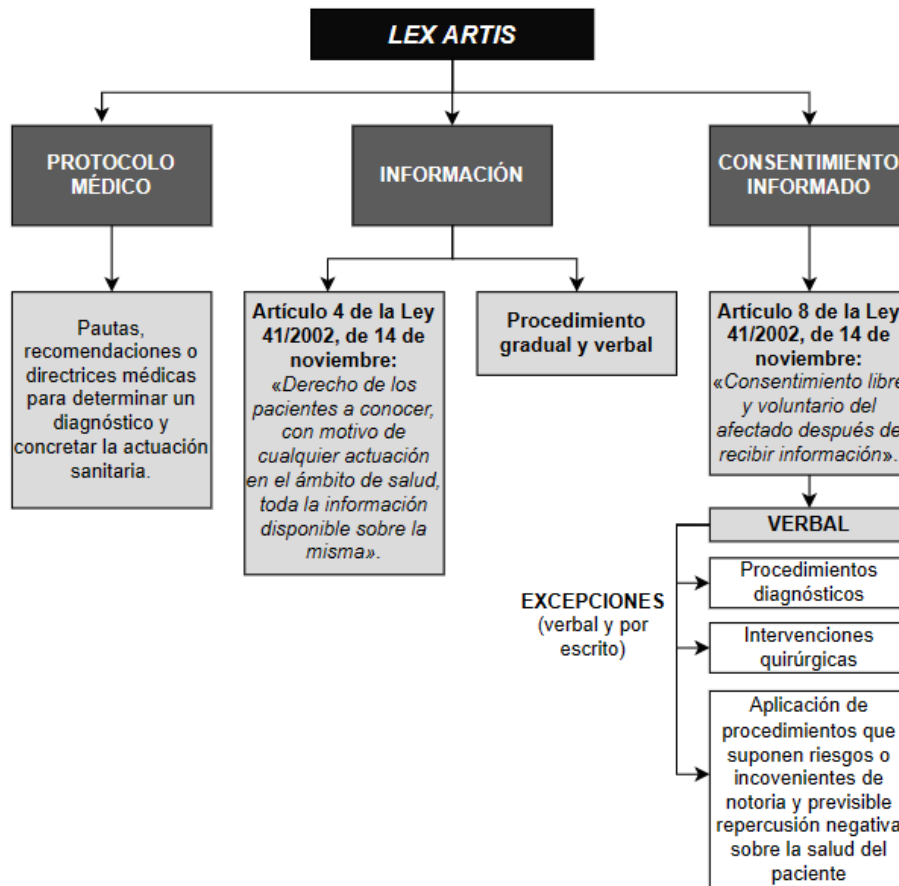 LEX ARTIS
PROTOCOLO
MÉDICO
INFORMACIÓN
CONSENTIMIENTO
INFORMADO
Pautas,
recomendaciones o
directrices médicas
para determinar un
diagnóstico y
concretar la actuación
sanitaria.
Artículo 4 de la Ley
41/2002, de 14 de
noviembre:
«Derecho de los
pacientes a conocer,
con motivo de
cualquier actuación
en el ámbito de salud,
toda la información
disponible sobre la
misma».
Procedimiento
gradual y verbal
Artículo 8 de la Ley
41/2002, de 14 de
noviembre:
«Consentimiento libre
y voluntario del
afectado después de
recibir información».
VERBAL
EXCEPCIONES
(verbal y por
escrito)
Procedimientos
diagnósticos
Intervenciones
quirúrgicas
Aplicación de
procedimientos que
suponen riesgos o
incovenientes de
notoria y previsible
repercusión negativa
sobre la salud del
paciente